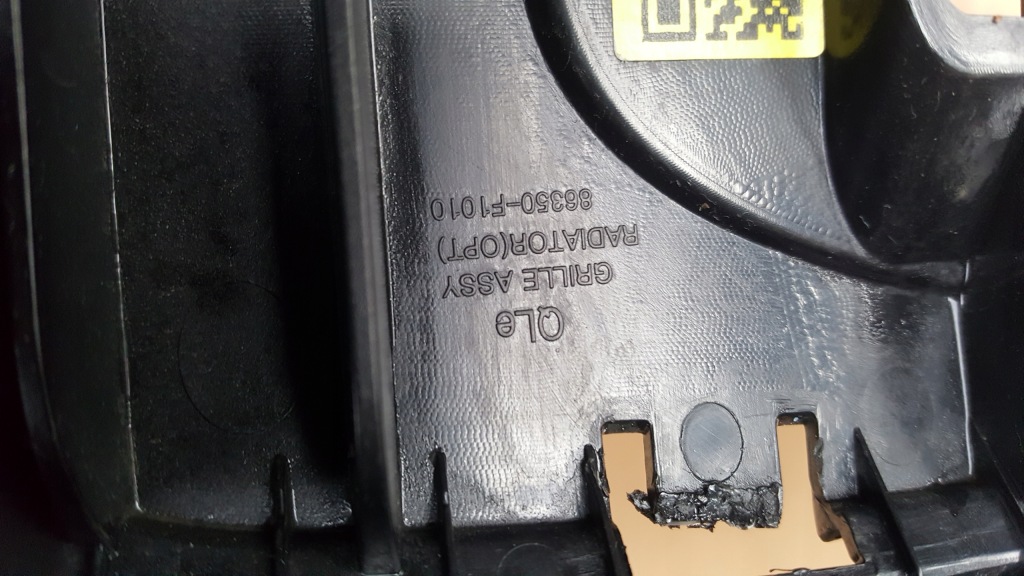 QLe
GRILLE ASSY
RADIATOR(OPT)
86350-F1010